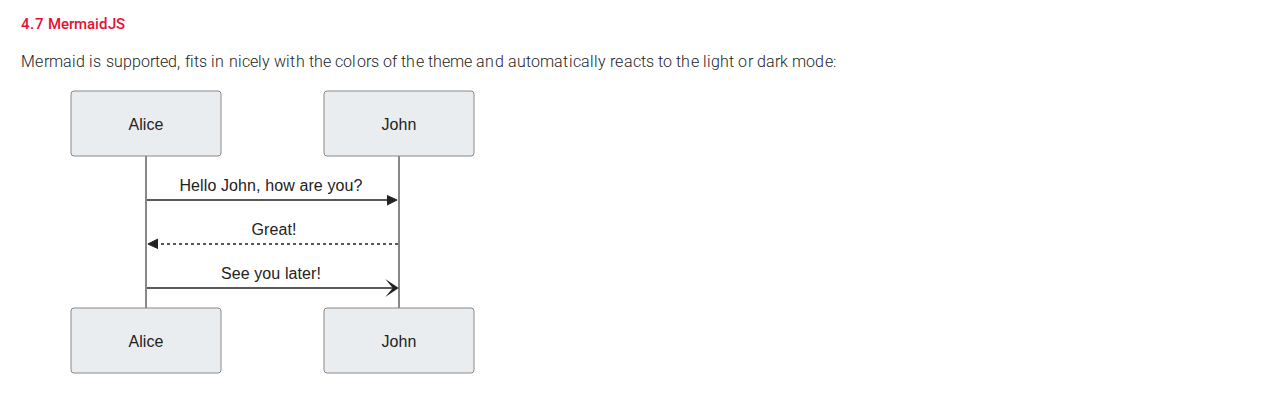 4.7 MermaidJS
Mermaid is supported, fits in nicely with the colors of the theme and automatically reacts to the light or dark mode:
Alice
John
Hello John, how are you?
Great!
See you later!
Alice
John